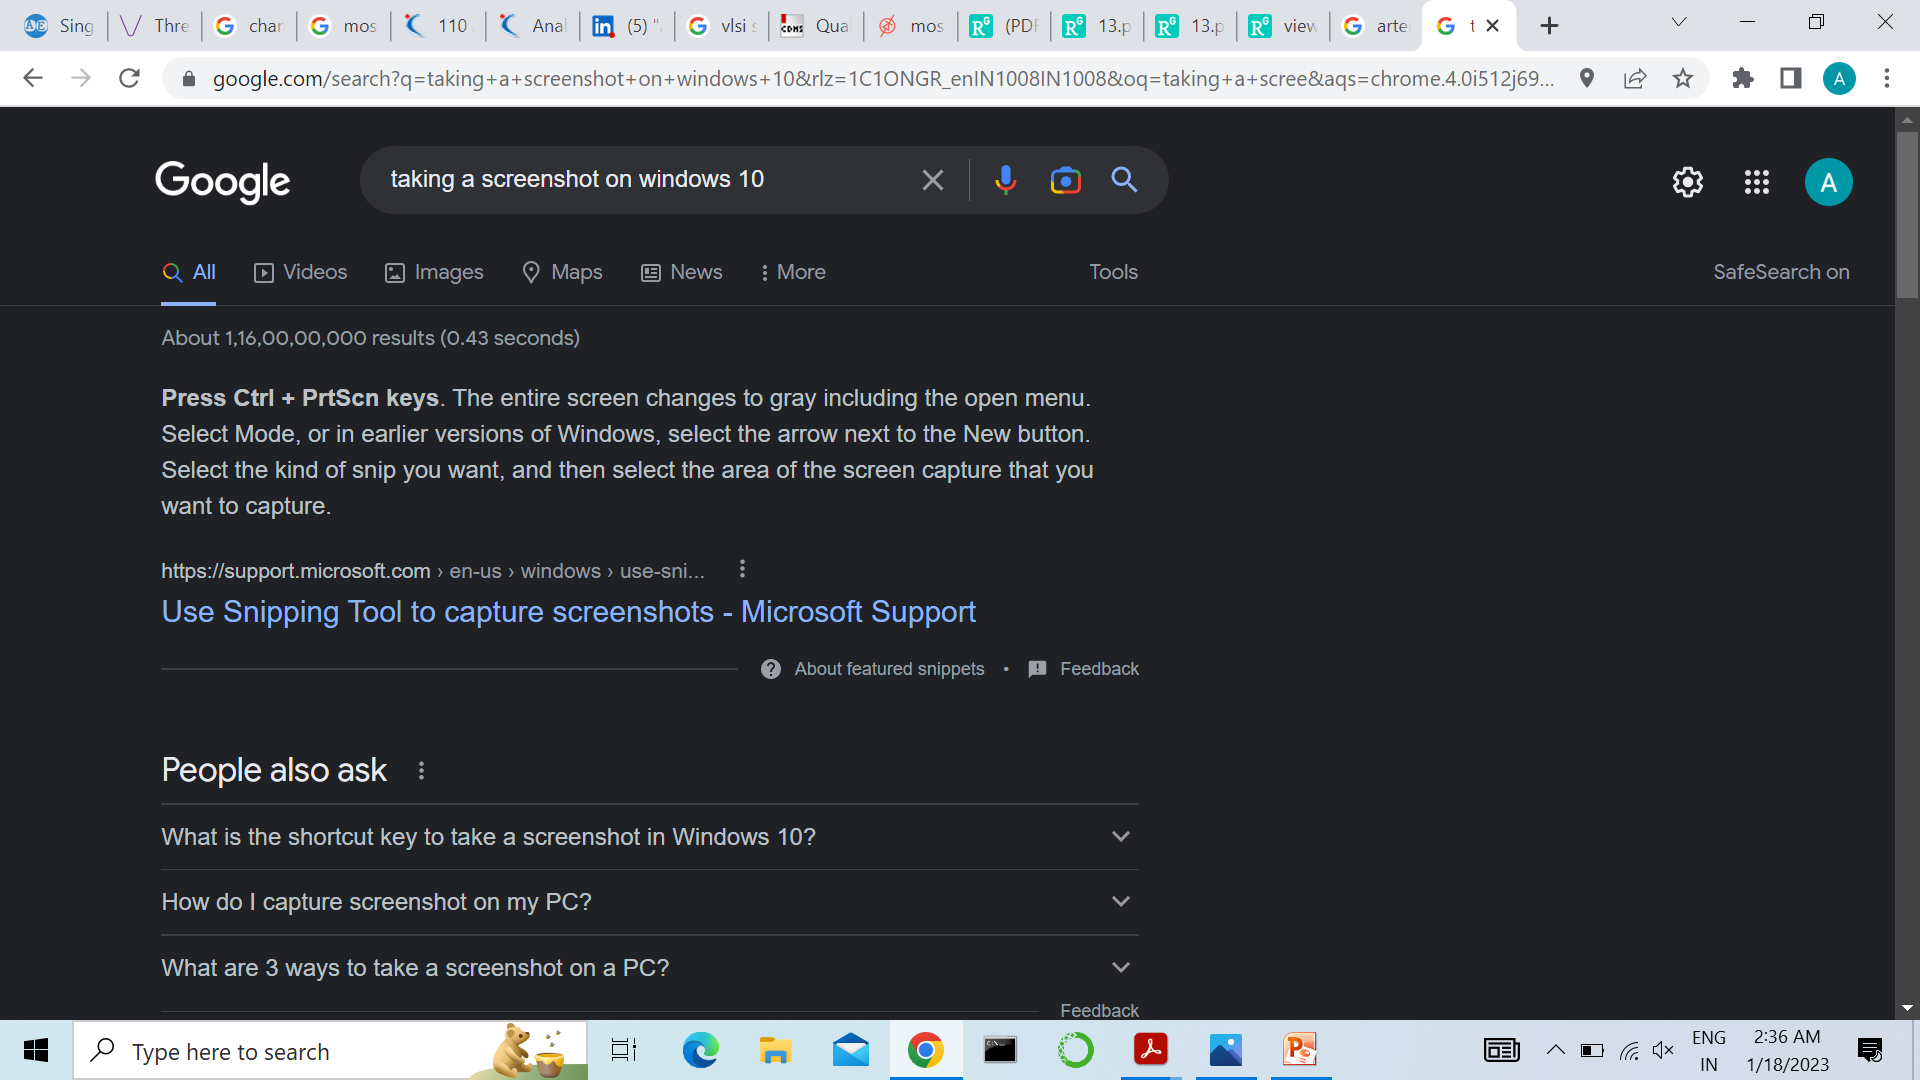 Sing
Thre
char
mos
110
Anal
(5) "
vlsi s
Qual
mos
(PDF
13.p
13.p
view
arte
t
google.com/search?q=taking+a+screenshot+on+windows+10&rlz=1C1ONGR_enIN1008IN1008&oq=taking+a+scree&aqs=chrome.4.0i512j69...
A
Google
taking a screenshot on windows 10
A
All
Videos
Images
Maps
News
More
Tools
SafeSearch on
About 1,16,00,00,000 results (0.43 seconds)
Press Ctrl + PrtScn keys. The entire screen changes to gray including the open menu.
Select Mode, or in earlier versions of Windows, select the arrow next to the New button.
Select the kind of snip you want, and then select the area of the screen capture that you
want to capture.
https://support.microsoft.com › en-us › windows › use-sni...
Use Snipping Tool to capture screenshots - Microsoft Support
About featured snippets • Feedback
People also ask
What is the shortcut key to take a screenshot in Windows 10?
How do I capture screenshot on my PC?
What are 3 ways to take a screenshot on a PC?
Feedback
Type here to search
ENG
IN
2:36 AM
1/18/2023